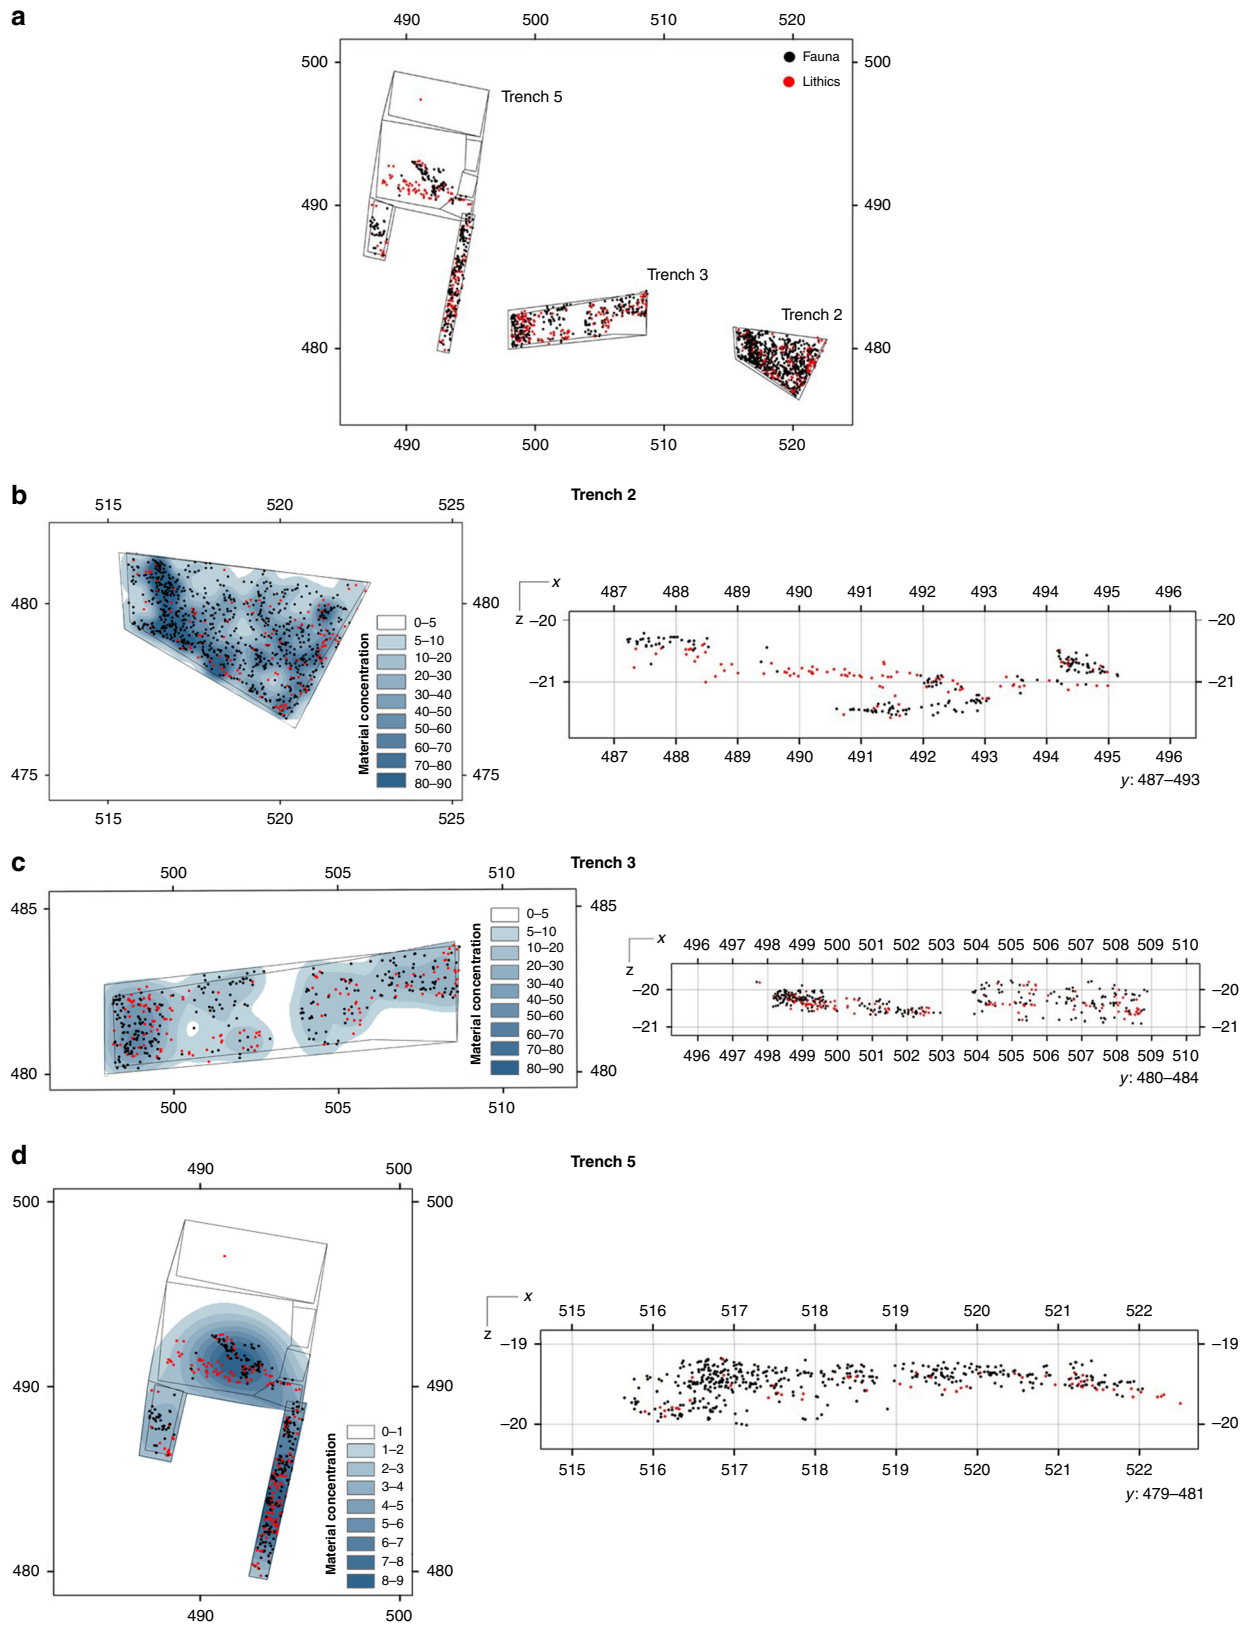 a
490 500 510 520
500 500
Fauna
Lithics
Trench 5
490 490
Trench 3
Trench 2
480 480
490 500 510 520
b
Trench 2
515 520 525
480 480
475 475
515 520 525
Material concentration
0–5
5–10
10–20
20–30
30–40
40–50
50–60
60–70
70–80
80–90
x
z
487 488 489 490 491 492 493 494 495 496
–20 –20
–21 –21
487 488 489 490 491 492 493 494 495 496
y: 487–493
c
Trench 3
500 505 510
485 485
480 480
500 505 510
Material concentration
0–5
5–10
10–20
20–30
30–40
40–50
50–60
60–70
70–80
80–90
x
z
496 497 498 499 500 501 502 503 504 505 506 507 508 509 510
–20 –20
–21 –21
496 497 498 499 500 501 502 503 504 505 506 507 508 509 510
y: 480–484
d
Trench 5
490 500
500 500
490 490
480 480
490 500
Material concentration
0–1
1–2
2–3
3–4
4–5
5–6
6–7
7–8
8–9
x
z
515 516 517 518 519 520 521 522
–19 –19
–20 –20
515 516 517 518 519 520 521 522
y: 479–481